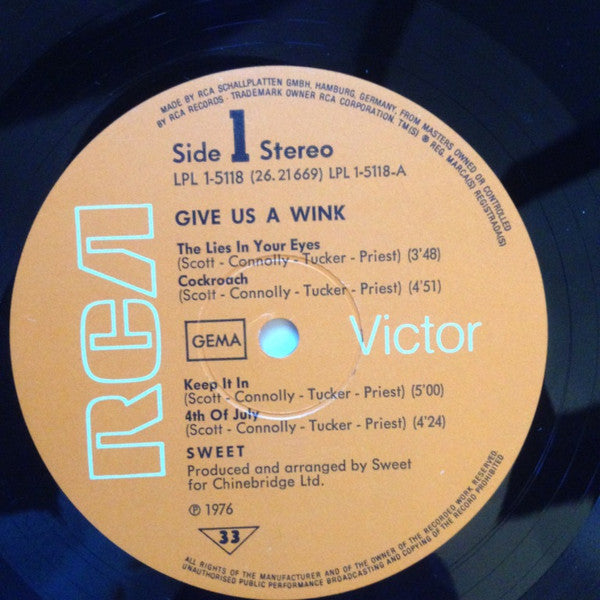 MADE BY RCA SCHALLPLATTEN GMBH, HAMBURG, GERMANY, FROM MASTERS OWNED OR CONTROLLED
BY RCA RECORDS · TRADEMARK OWNER RCA CORPORATION. TM(S) ® REG. MARCA(S) REGISTRADA(S)
Side 1 Stereo
LPL 1-5118 (26.21669) LPL 1-5118-A
GIVE US A WINK
The Lies In Your Eyes
(Scott - Connolly - Tucker - Priest) (3'48)
Cockroach
(Scott - Connolly - Tucker - Priest) (4'51)
RCA
GEMA
Victor
Keep It In
(Scott - Connolly - Tucker - Priest) (5'00)
4th Of July
(Scott - Connolly - Tucker - Priest) (4'24)
SWEET
Produced and arranged by Sweet
for Chinebridge Ltd.
℗ 1976
33
ALL RIGHTS OF THE MANUFACTURER AND OF THE OWNER OF THE RECORDED WORK RESERVED.
UNAUTHORISED PUBLIC PERFORMANCE BROADCASTING AND COPYING OF THE RECORD PROHIBITED